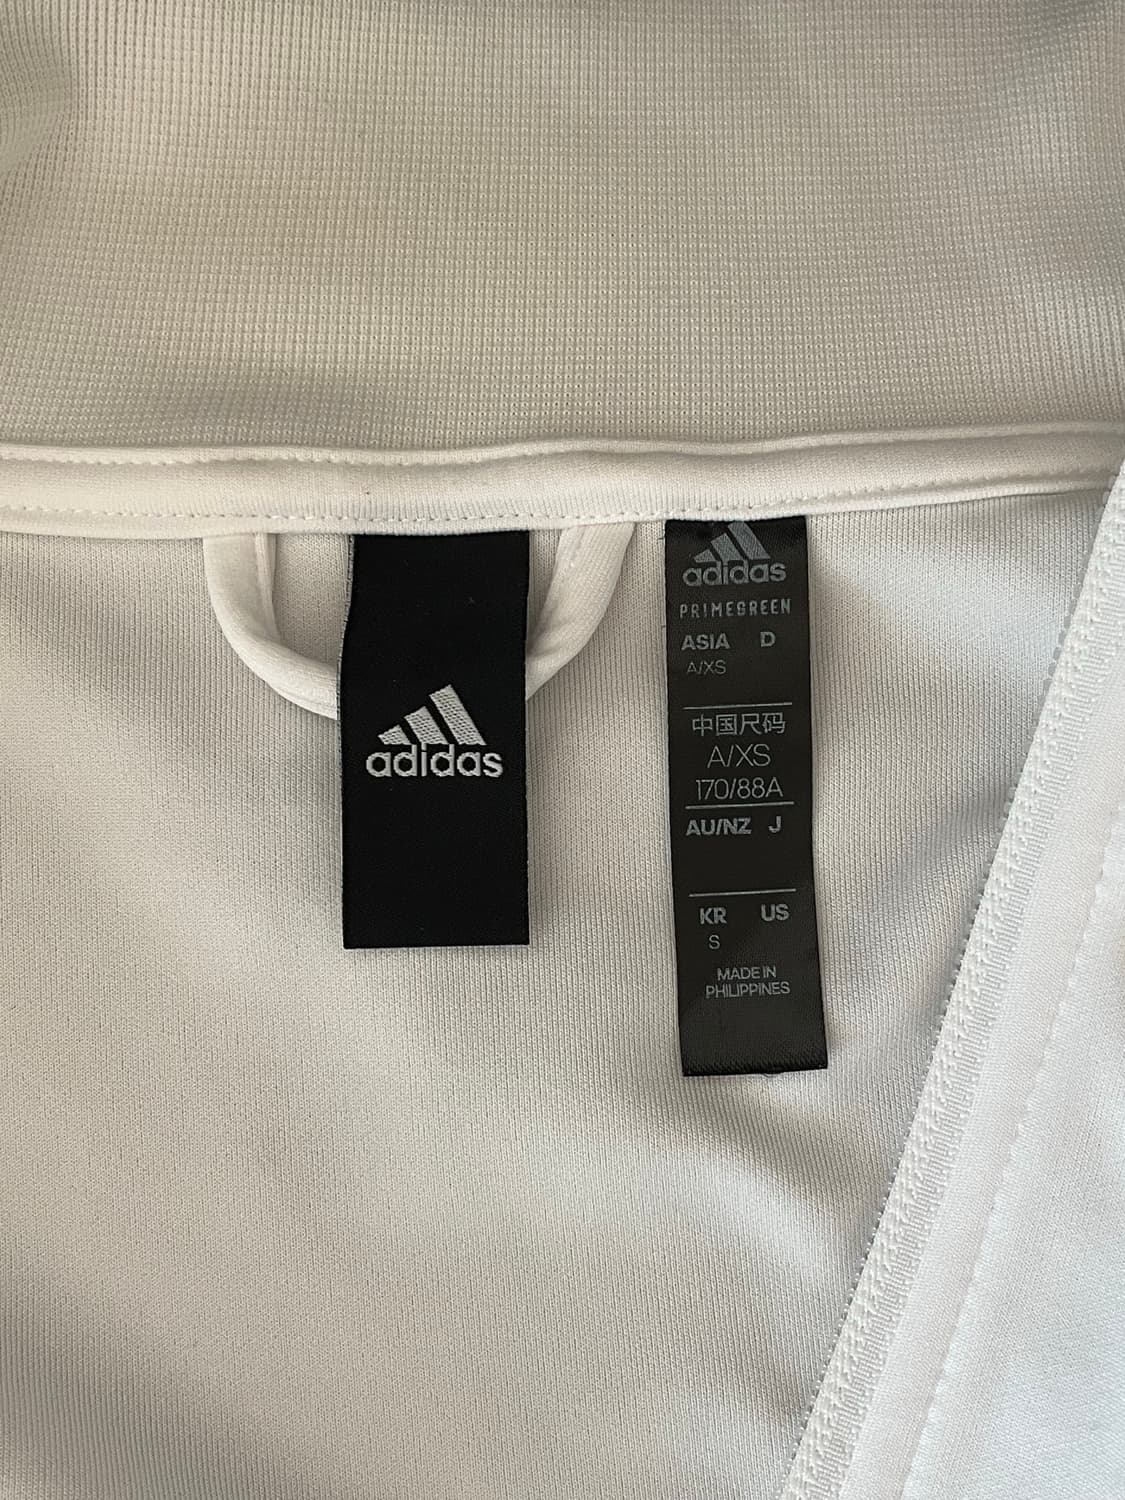 adidas
adidas
PRIMEGREEN
ASIA D
A/XS
中国尺码
A/XS
170/88A
AU/NZ J
KR US
S
MADE IN
PHILIPPINES